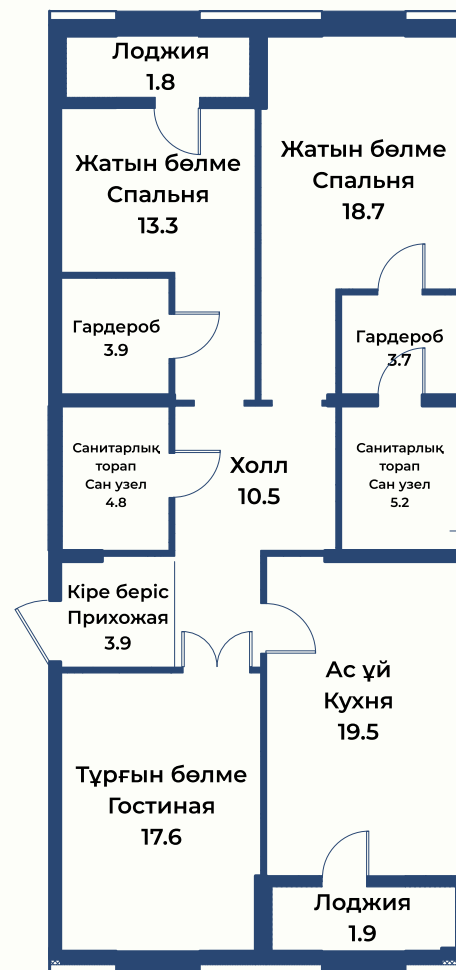 Лоджия
1.8
Жатын бөлме
Спальня
13.3
Жатын бөлме
Спальня
18.7
Гардероб
3.9
Гардероб
3.7
Санитарлық
торап
Сан узел
4.8
Холл
10.5
Санитарлық
торап
Сан узел
5.2
Кіре беріс
Прихожая
3.9
Ас үй
Кухня
19.5
Тұрғын бөлме
Гостиная
17.6
Лоджия
1.9